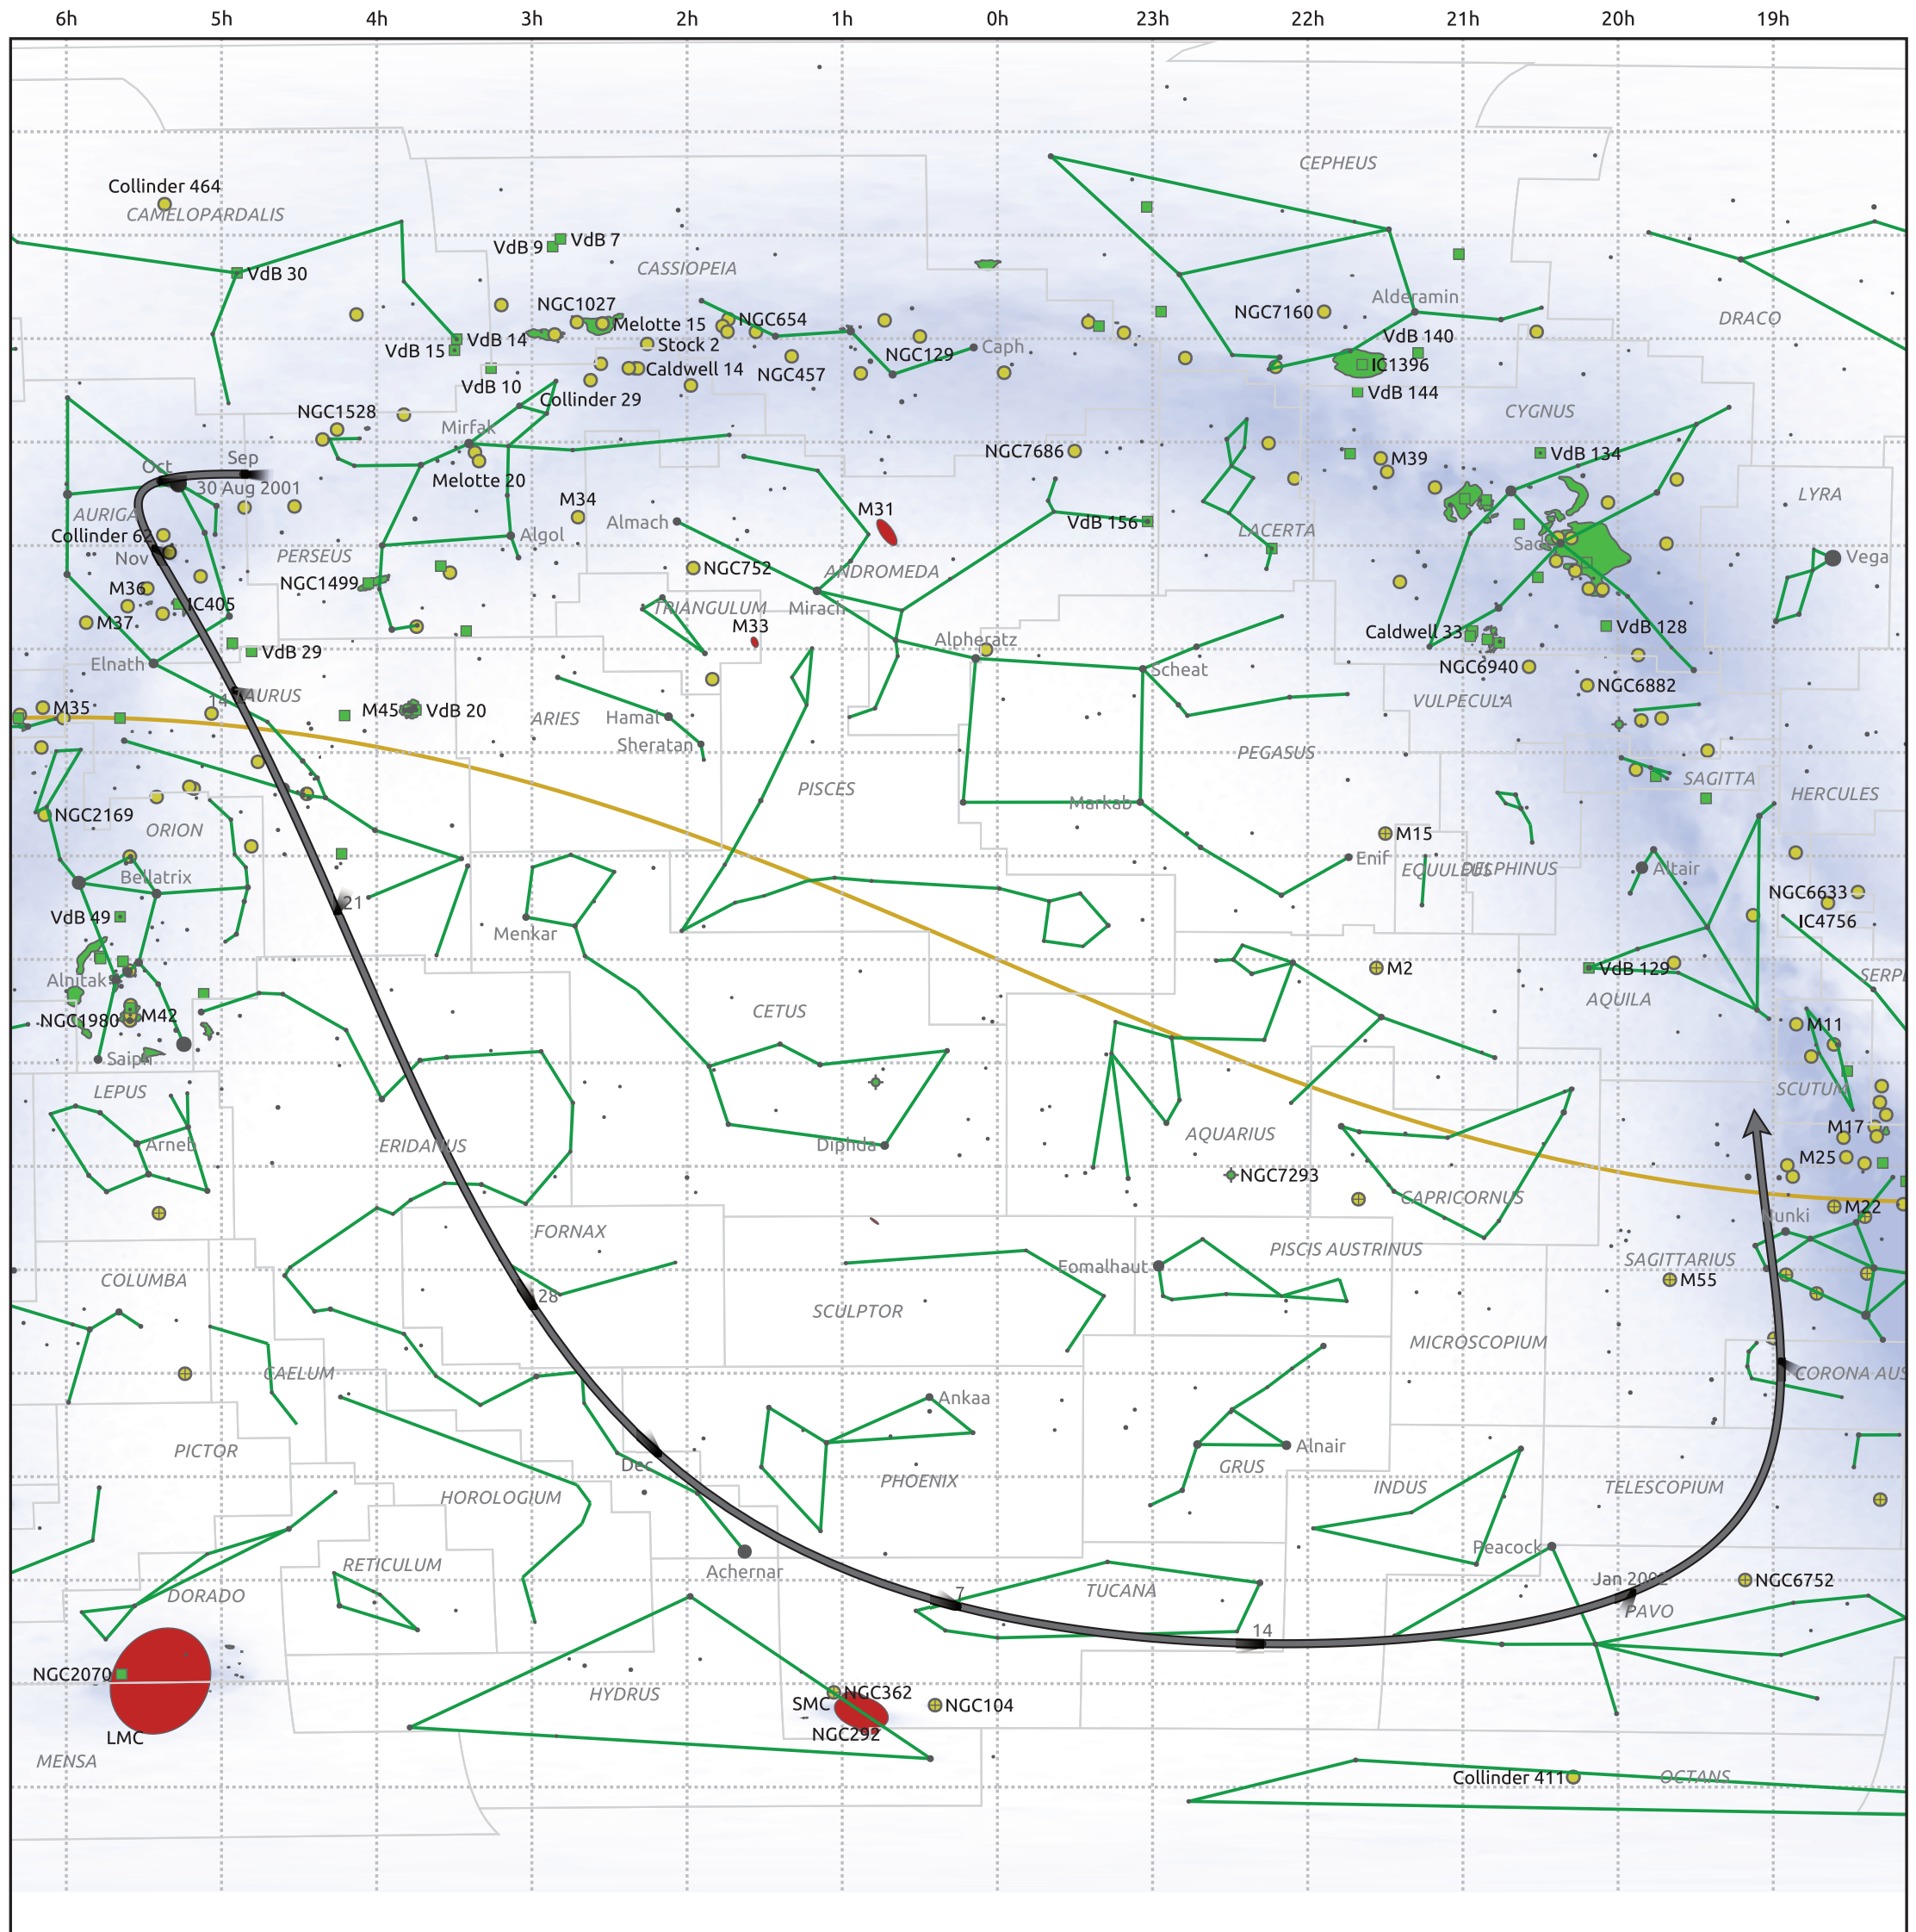 6h 5h 4h 3h 2h 1h 0h 23h 22h 21h 20h 19h
CEPHEUS
Collinder 464
CAMELOPARDALIS
VdB 9 VdB 7
CASSIOPEIA
VdB 30
NGC1027
Alderamin
NGC7160
Melotte 15 NGC654
DRACO
VdB 14
Stock 2
VdB 140
VdB 15
NGC129 Caph
Caldwell 14
NGC457
IC1396
VdB 10
VdB 144
Collinder 29
NGC1528
CYGNUS
Mirfak
NGC7686
VdB 134
Sep
M39
Oct
Melotte 20
30 Aug 2001
LYRA
M34
M31
AURIGA
Almach
VdB 156
LACERTA
Collinder 62
Algol
Nov
PERSEUS
Vega
NGC752
ANDROMEDA
NGC1499
M36
IC405
TRIANGULUM
Mirach
M37
M33
VdB 128
Caldwell 33
Alpheratz
VdB 29
Elnath
Scheat
NGC6940
NGC6882
14
VULPECULA
M35
M45 VdB 20
ARIES
Hamal
Sheratan
PEGASUS
SAGITTA
PISCES
HERCULES
Markab
NGC2169
ORION
M15
Enif
EQUULEUS
DELPHINUS
Altair
Bellatrix
NGC6633
21
VdB 49
IC4756
Menkar
M2
VdB 129
Alnitak
AQUILA
CETUS
NGC1980 M42
M11
Saiph
LEPUS
SCUTUM
M17
AQUARIUS
Arneb
ERIDANUS
Diphda
M25
NGC7293
CAPRICORNUS
M22
Nunki
FORNAX
PISCIS AUSTRINUS
SAGITTARIUS
Fomalhaut
COLUMBA
M55
28
SCULPTOR
MICROSCOPIUM
CAELUM
CORONA AUS
Ankaa
PICTOR
Alnair
Dec
GRUS
PHOENIX
INDUS
TELESCOPIUM
HOROLOGIUM
Peacock
RETICULUM
Achernar
Jan 2002
NGC6752
TUCANA
DORADO
7
PAVO
14
NGC2070
HYDRUS
NGC362
SMC
NGC104
NGC292
LMC
MENSA
Collinder 411
OCTANS